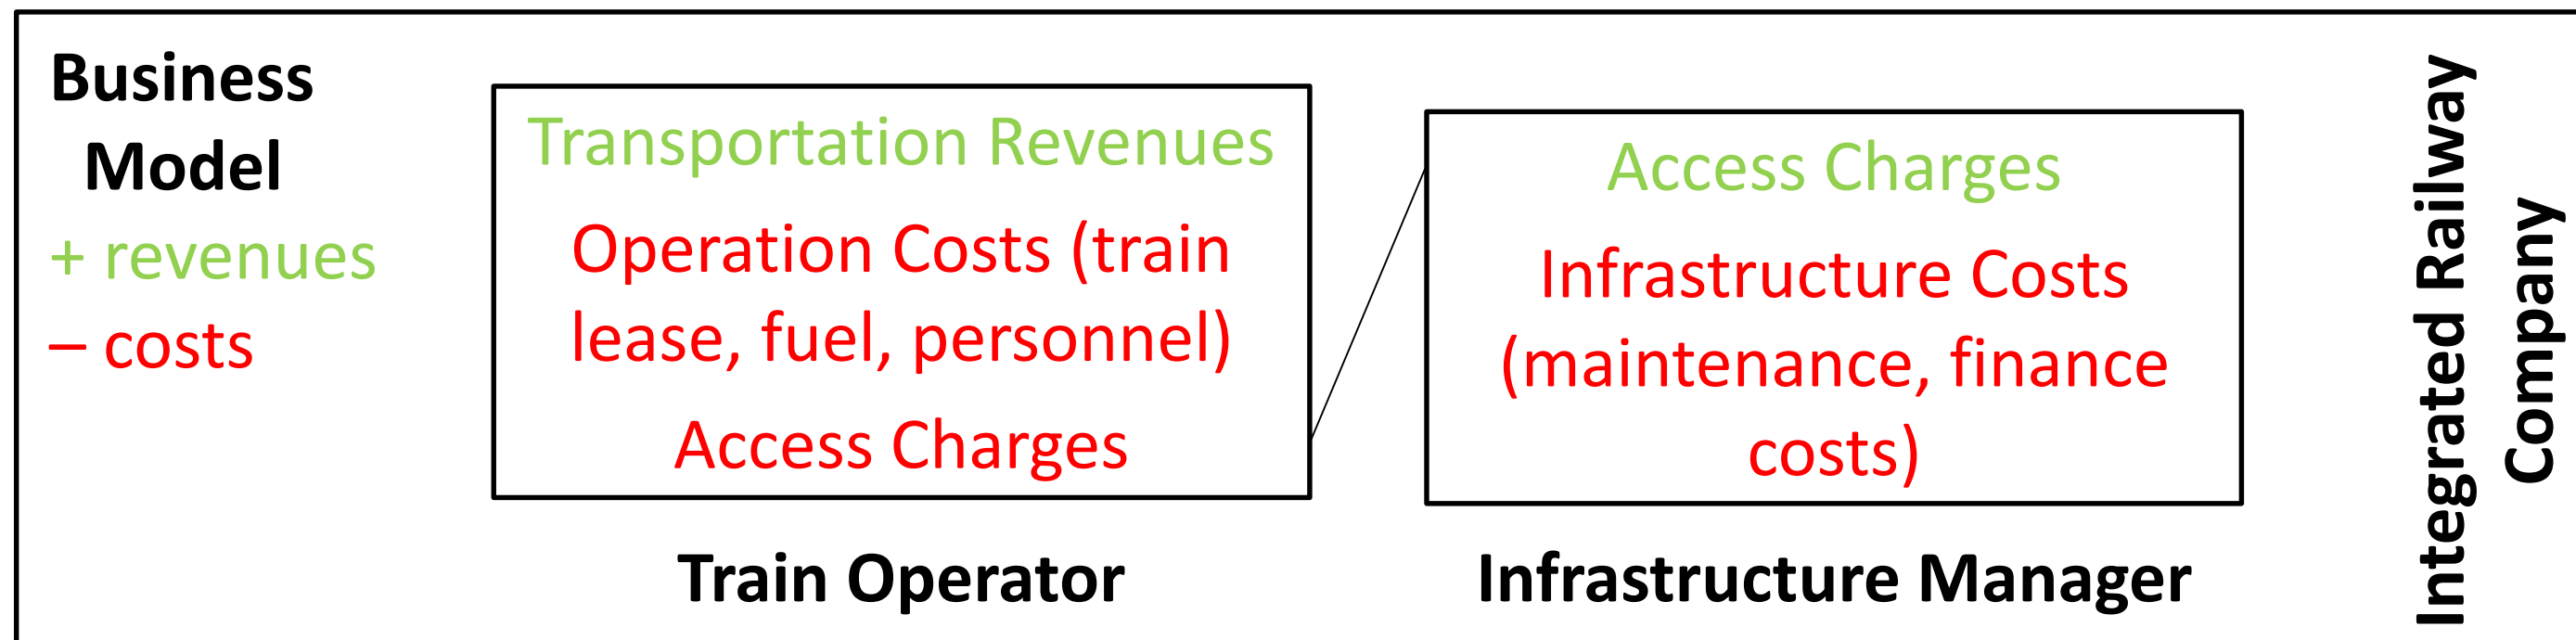 Business
Model
+ revenues
– costs
Transportation Revenues
Operation Costs (train
lease, fuel, personnel)
Access Charges
Train Operator
Access Charges
Infrastructure Costs
(maintenance, finance
costs)
Infrastructure Manager
Integrated Railway
Company